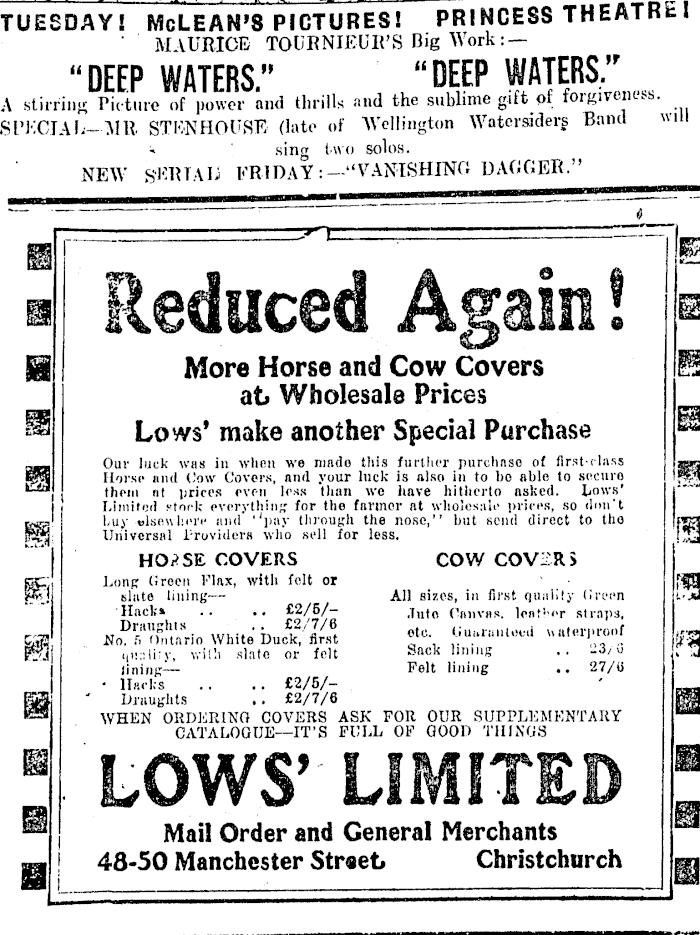 TUESDAY! McLEAN'S PICTURES! PRINCESS THEATRE!
MAURICE TOURNIEUR'S Big Work:—
"DEEP WATERS." "DEEP WATERS."
A stirring Picture of power and thrills and the sublime gift of forgiveness.
SPECIAL—MR STENHOUSE (late of Wellington Watersiders Band will
sing two solos.
NEW SERIAL FRIDAY:—"VANISHING DAGGER."
Reduced Again!
More Horse and Cow Covers
at Wholesale Prices
Lows' make another Special Purchase
Our luck was in when we made this further purchase of first-class
Horse and Cow Covers, and your luck is also in to be able to secure
them at prices even less than we have hitherto asked. Lows'
Limited stock everything for the farmer at wholesale prices, so don't
buy elsewhere and "pay through the nose," but send direct to the
Universal Providers who sell for less.
HORSE COVERS
Long Green Flax, with felt or
slate lining—
Hacks .. .. £2/5/-
Draughts .. £2/7/6
No. 5 Ontario White Duck, first
quality, with slate or felt
lining—
Hacks .. .. £2/5/-
Draughts .. £2/7/6
COW COVERS
All sizes, in first quality Green
Jute Canvas, leather straps,
etc. Guaranteed waterproof
Sack lining .. 23/6
Felt lining .. 27/6
WHEN ORDERING COVERS ASK FOR OUR SUPPLEMENTARY
CATALOGUE—IT'S FULL OF GOOD THINGS
LOWS' LIMITED
Mail Order and General Merchants
48-50 Manchester Street Christchurch